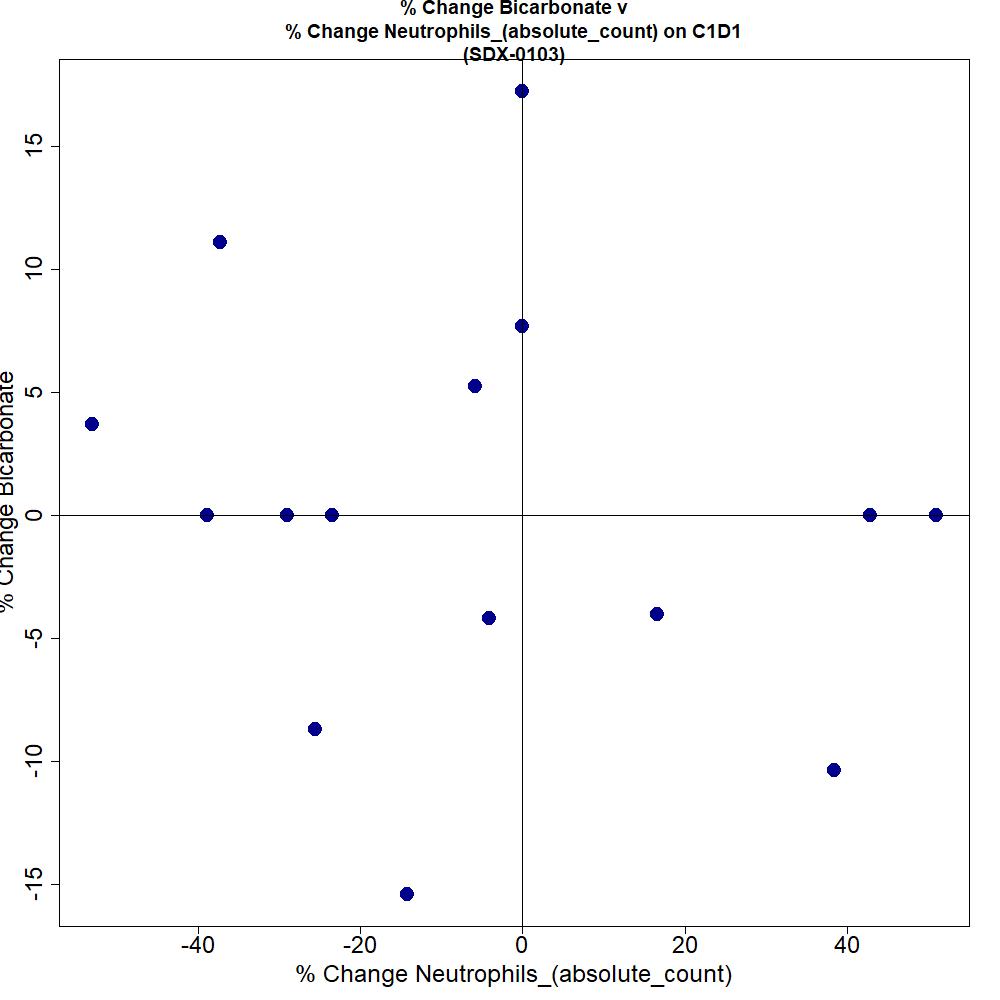 % Change Bicarbonate v
% Change Neutrophils_(absolute_count) on C1D1
(SDX-0103)
% Change Bicarbonate
15
10
5
0
-5
-10
-15
-40
-20
0
20
40
% Change Neutrophils_(absolute_count)